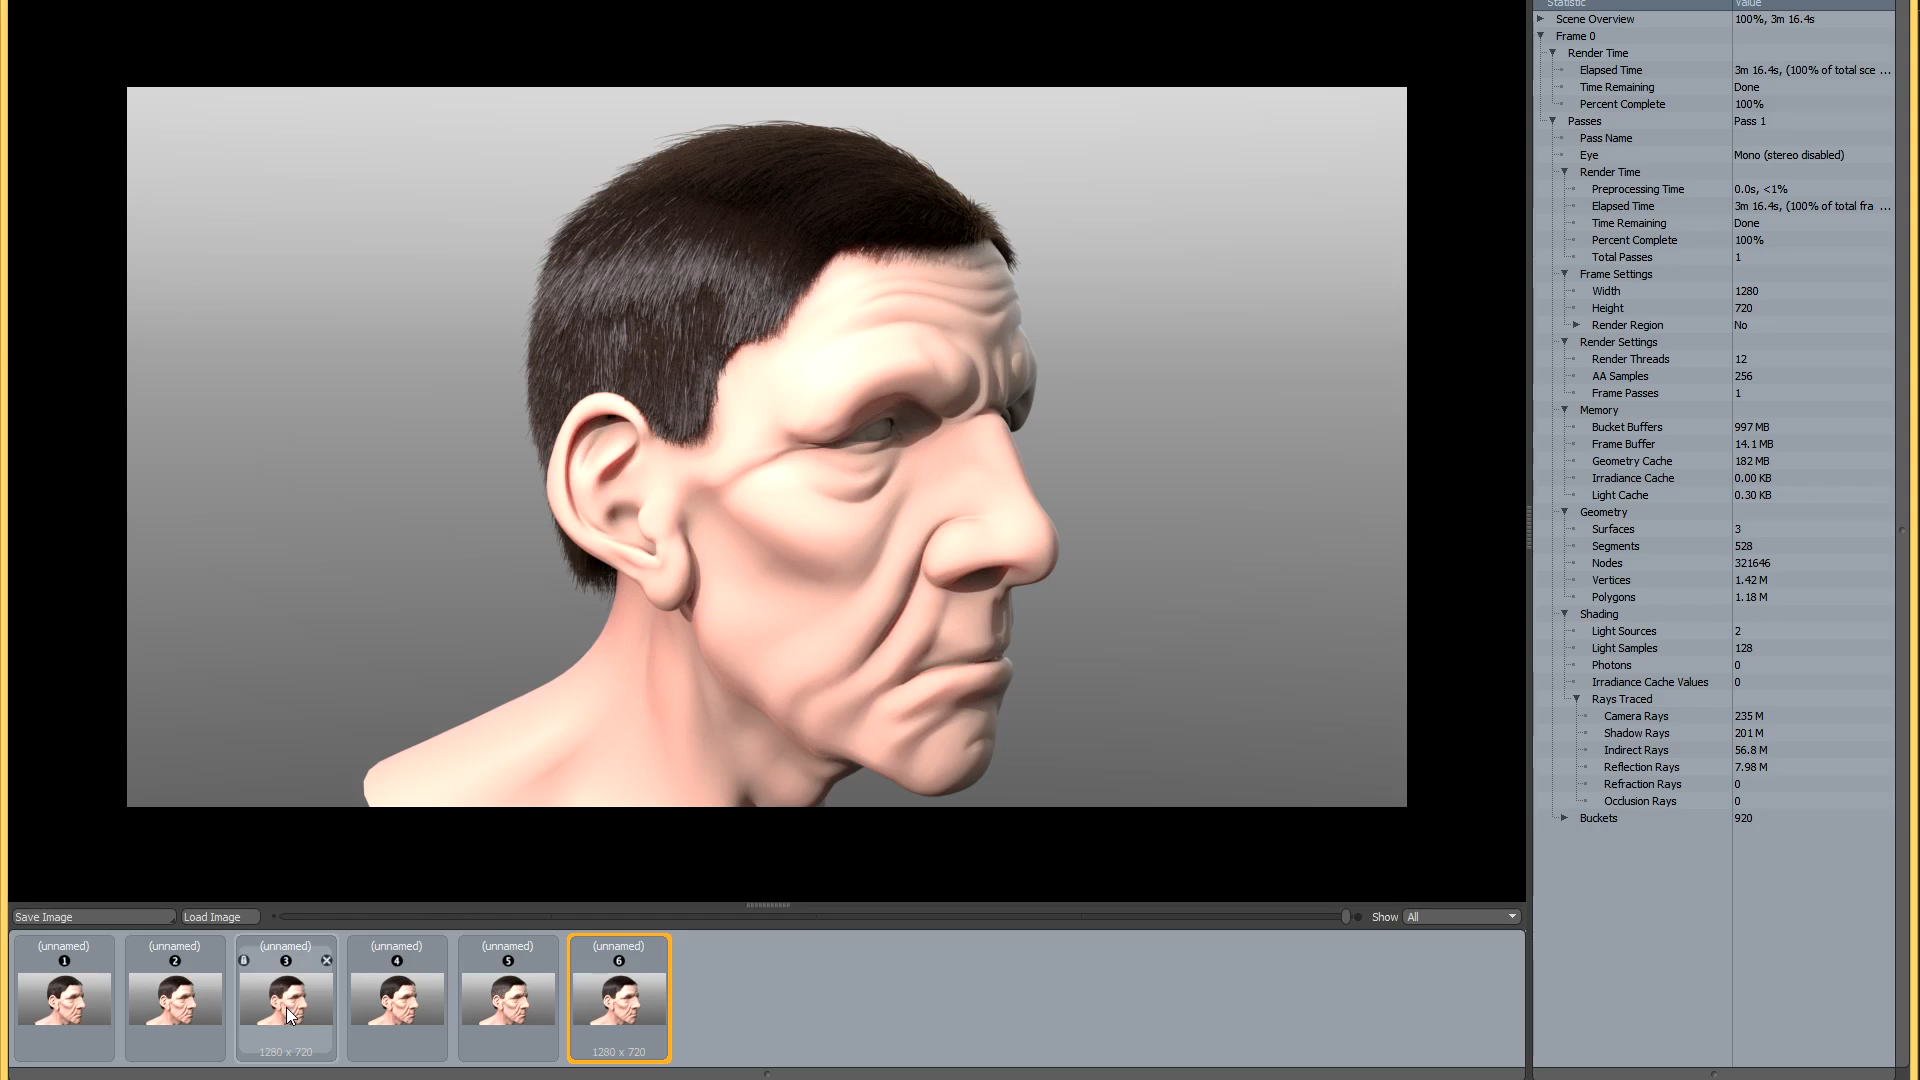 Statistic Value
Scene Overview 100%, 3m 16.4s
Frame 0
Render Time
Elapsed Time 3m 16.4s, (100% of total sce ...
Time Remaining Done
Percent Complete 100%
Passes Pass 1
Pass Name
Eye Mono (stereo disabled)
Render Time
Preprocessing Time 0.0s, <1%
Elapsed Time 3m 16.4s, (100% of total fra ...
Time Remaining Done
Percent Complete 100%
Total Passes 1
Frame Settings
Width 1280
Height 720
Render Region No
Render Settings
Render Threads 12
AA Samples 256
Frame Passes 1
Memory
Bucket Buffers 997 MB
Frame Buffer 14.1 MB
Geometry Cache 182 MB
Irradiance Cache 0.00 KB
Light Cache 0.30 KB
Geometry
Surfaces 3
Segments 528
Nodes 321646
Vertices 1.42 M
Polygons 1.18 M
Shading
Light Sources 2
Light Samples 128
Photons 0
Irradiance Cache Values 0
Rays Traced
Camera Rays 235 M
Shadow Rays 201 M
Indirect Rays 56.8 M
Reflection Rays 7.98 M
Refraction Rays 0
Occlusion Rays 0
Buckets 920
Save Image Load Image Show All
(unnamed) (unnamed) (unnamed) (unnamed) (unnamed) (unnamed)
1 2 3 4 5 6
1280 x 720 1280 x 720